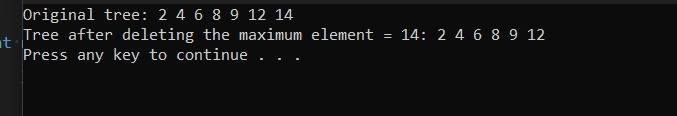 Original tree: 2 4 6 8 9 12 14
at Tree after deleting the maximum element = 14: 2 4 6 8 9 12
Press any key to continue . . .